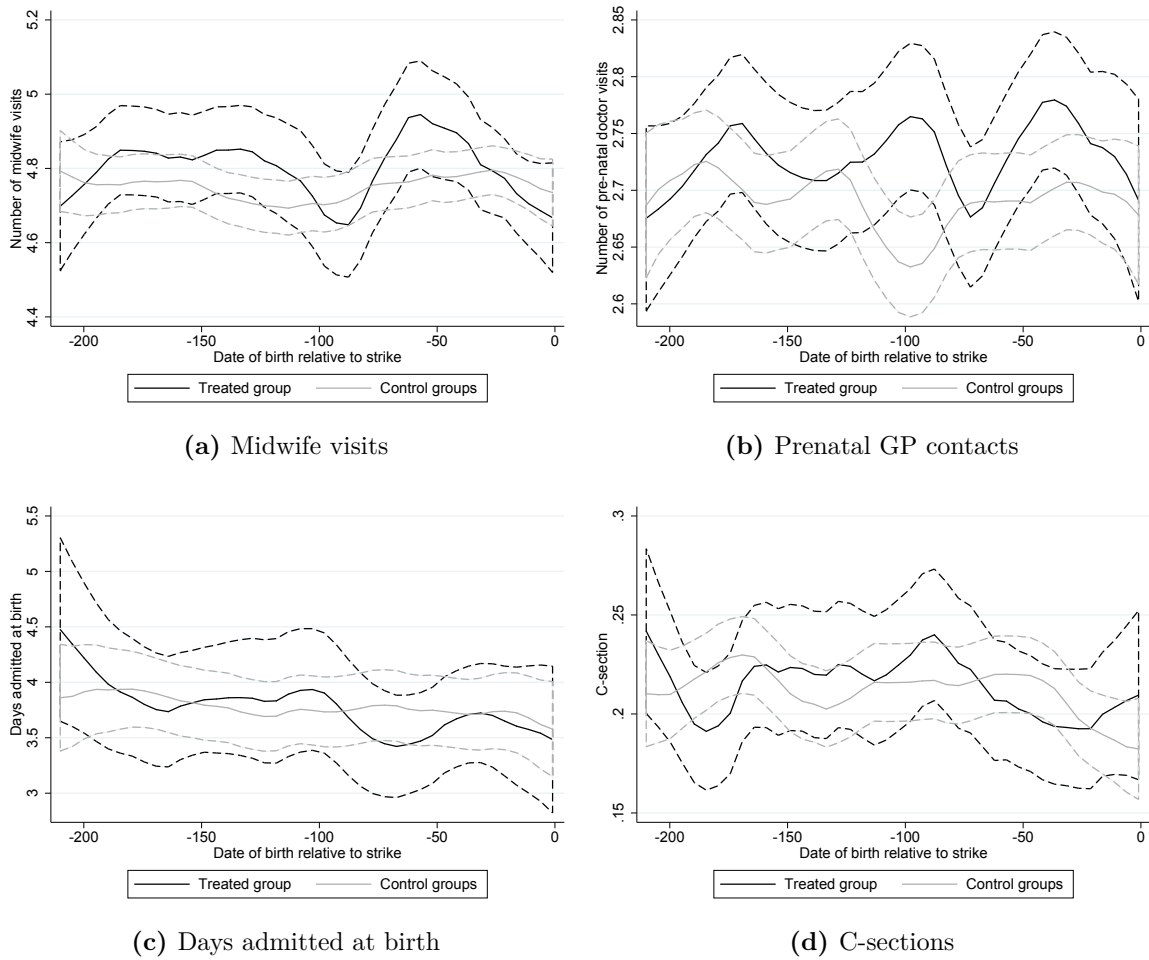 5.2
5
4.8
4.6
4.4
Number of midwife visits
-200 -150 -100 -50 0
Date of birth relative to strike
Treated group Control groups
(a) Midwife visits
2.85
2.8
2.75
2.7
2.65
2.6
Number of pre-natal doctor visits
-200 -150 -100 -50 0
Date of birth relative to strike
Treated group Control groups
(b) Prenatal GP contacts
5.5
5
4.5
4
3.5
3
Days admitted at birth
-200 -150 -100 -50 0
Date of birth relative to strike
Treated group Control groups
(c) Days admitted at birth
.3
.25
.2
.15
C-section
-200 -150 -100 -50 0
Date of birth relative to strike
Treated group Control groups
(d) C-sections